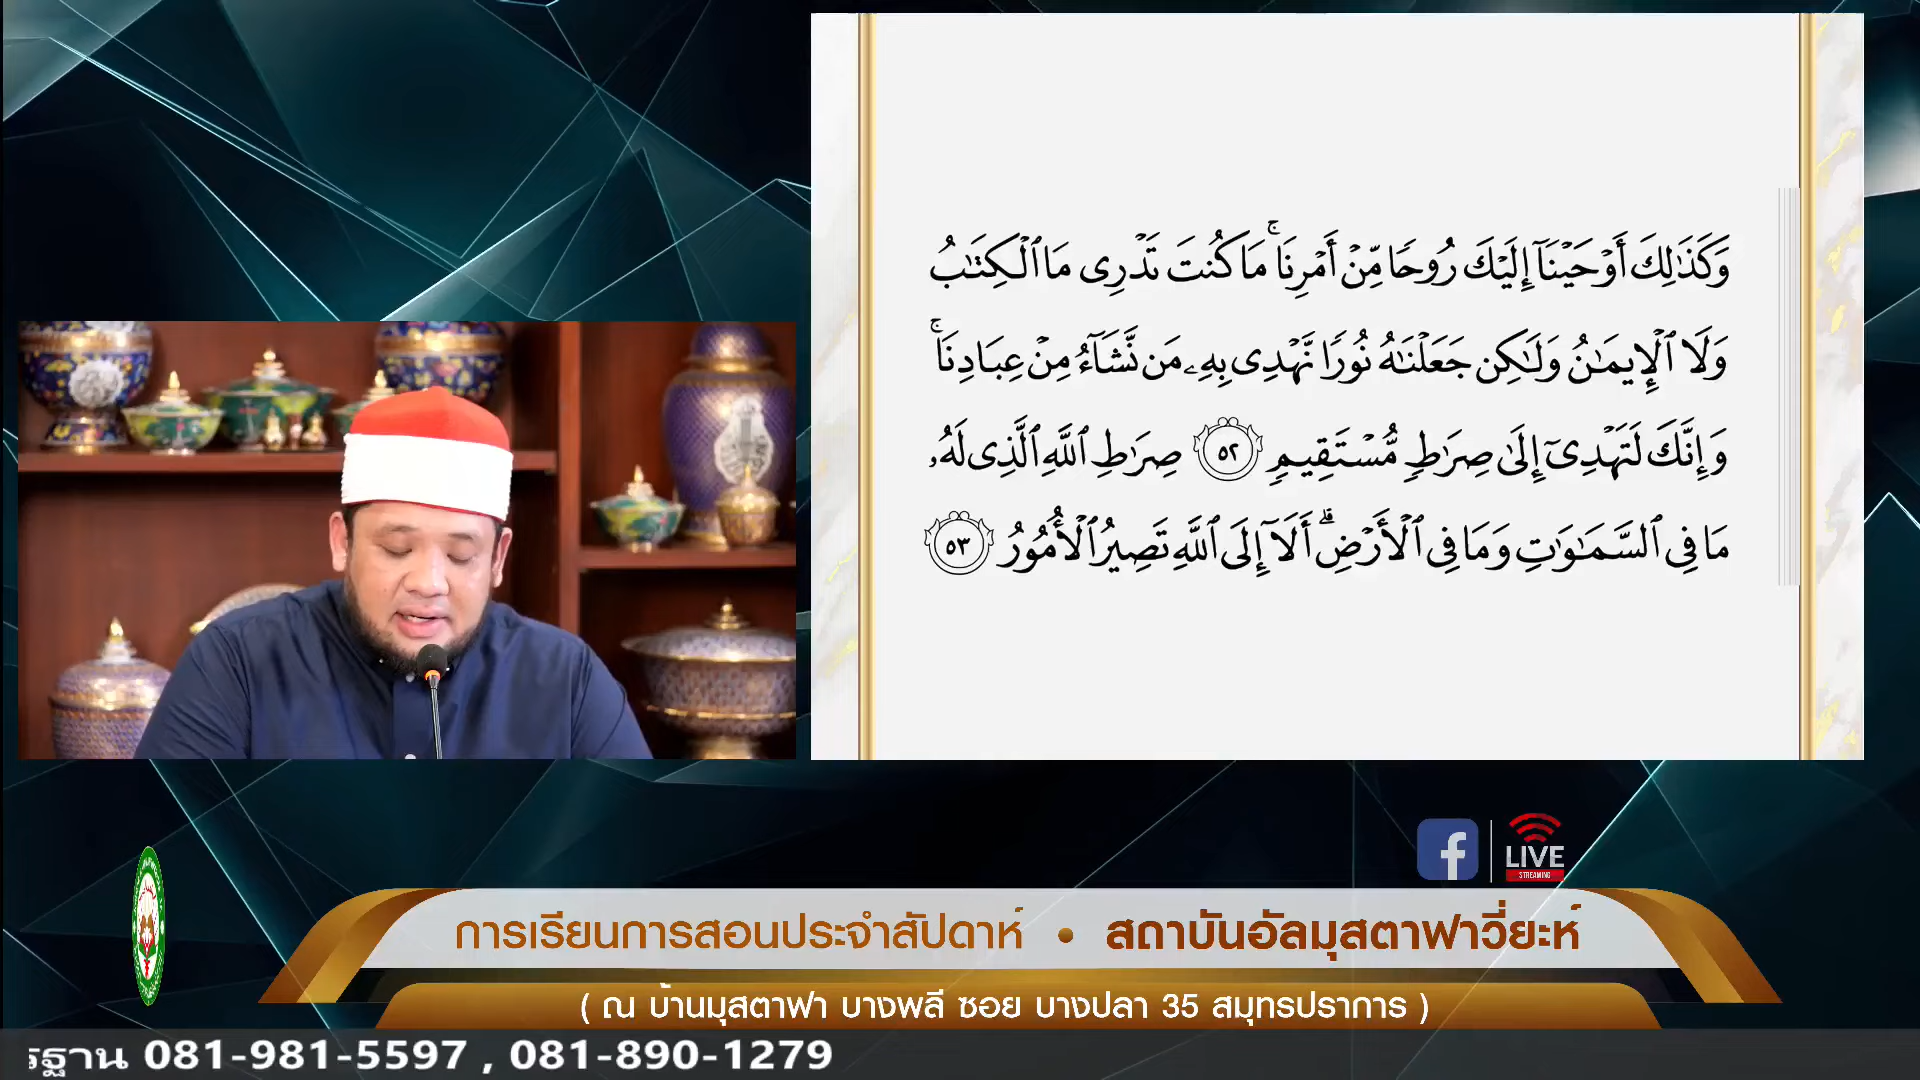 وَكَذَٰلِكَ أَوْحَيْنَآ إِلَيْكَ رُوحًا مِّنْ أَمْرِنَا ۚ مَا كُنتَ تَدْرِى مَا ٱلْكِتَٰبُ
وَلَا ٱلْإِيمَٰنُ وَلَٰكِن جَعَلْنَٰهُ نُورًا نَّهْدِى بِهِۦ مَن نَّشَآءُ مِنْ عِبَادِنَا ۚ
وَإِنَّكَ لَتَهْدِىٓ إِلَىٰ صِرَٰطٍ مُّسْتَقِيمٍ ٥٢ صِرَٰطِ ٱللَّهِ ٱلَّذِى لَهُۥ
مَا فِى ٱلسَّمَٰوَٰتِ وَمَا فِى ٱلْأَرْضِ ۗ أَلَآ إِلَى ٱللَّهِ تَصِيرُ ٱلْأُمُورُ ٥٣
LIVE
STREAMING
การเรียนการสอนประจำสัปดาห์ • สถาบันอัลมุสตาฟาวี่ยะห์
( ณ บ้านมุสตาฟา บางพลี ซอย บางปลา 35 สมุทรปราการ )
รฐาน 081-981-5597 , 081-890-1279